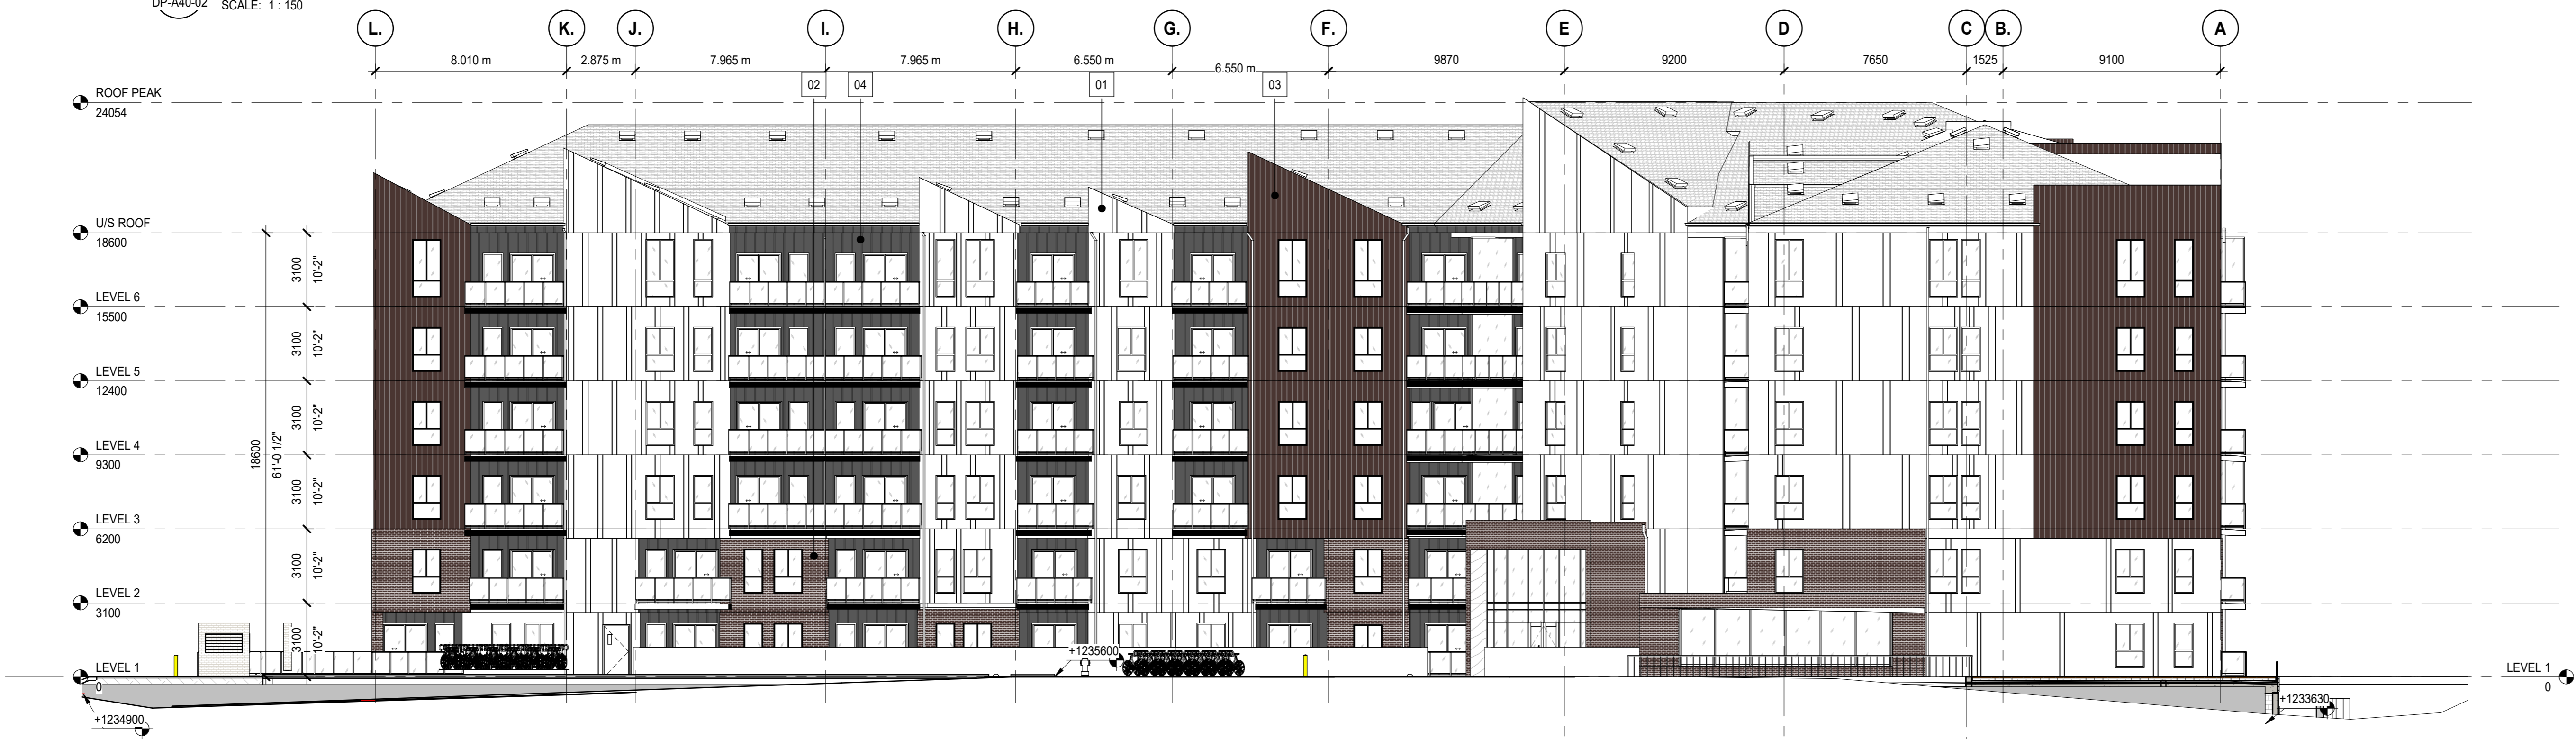 DP-A40-02 SCALE: 1 : 150
L. K. J. I. H. G. F. E D C B. A
8.010 m 2.875 m 7.965 m 7.965 m 6.550 m 6.550 m 9870 9200 7650 1525 9100
02 04 01 03
ROOF PEAK
24054
U/S ROOF
18600
3100
10'-2"
LEVEL 6
15500
3100
10'-2"
LEVEL 5
12400
3100
10'-2"
LEVEL 4
9300
18600
61'-0 1/2"
3100
10'-2"
LEVEL 3
6200
3100
10'-2"
LEVEL 2
3100
3100
10'-2"
LEVEL 1
0
+1235600
LEVEL 1
0
+1234900
+1233630